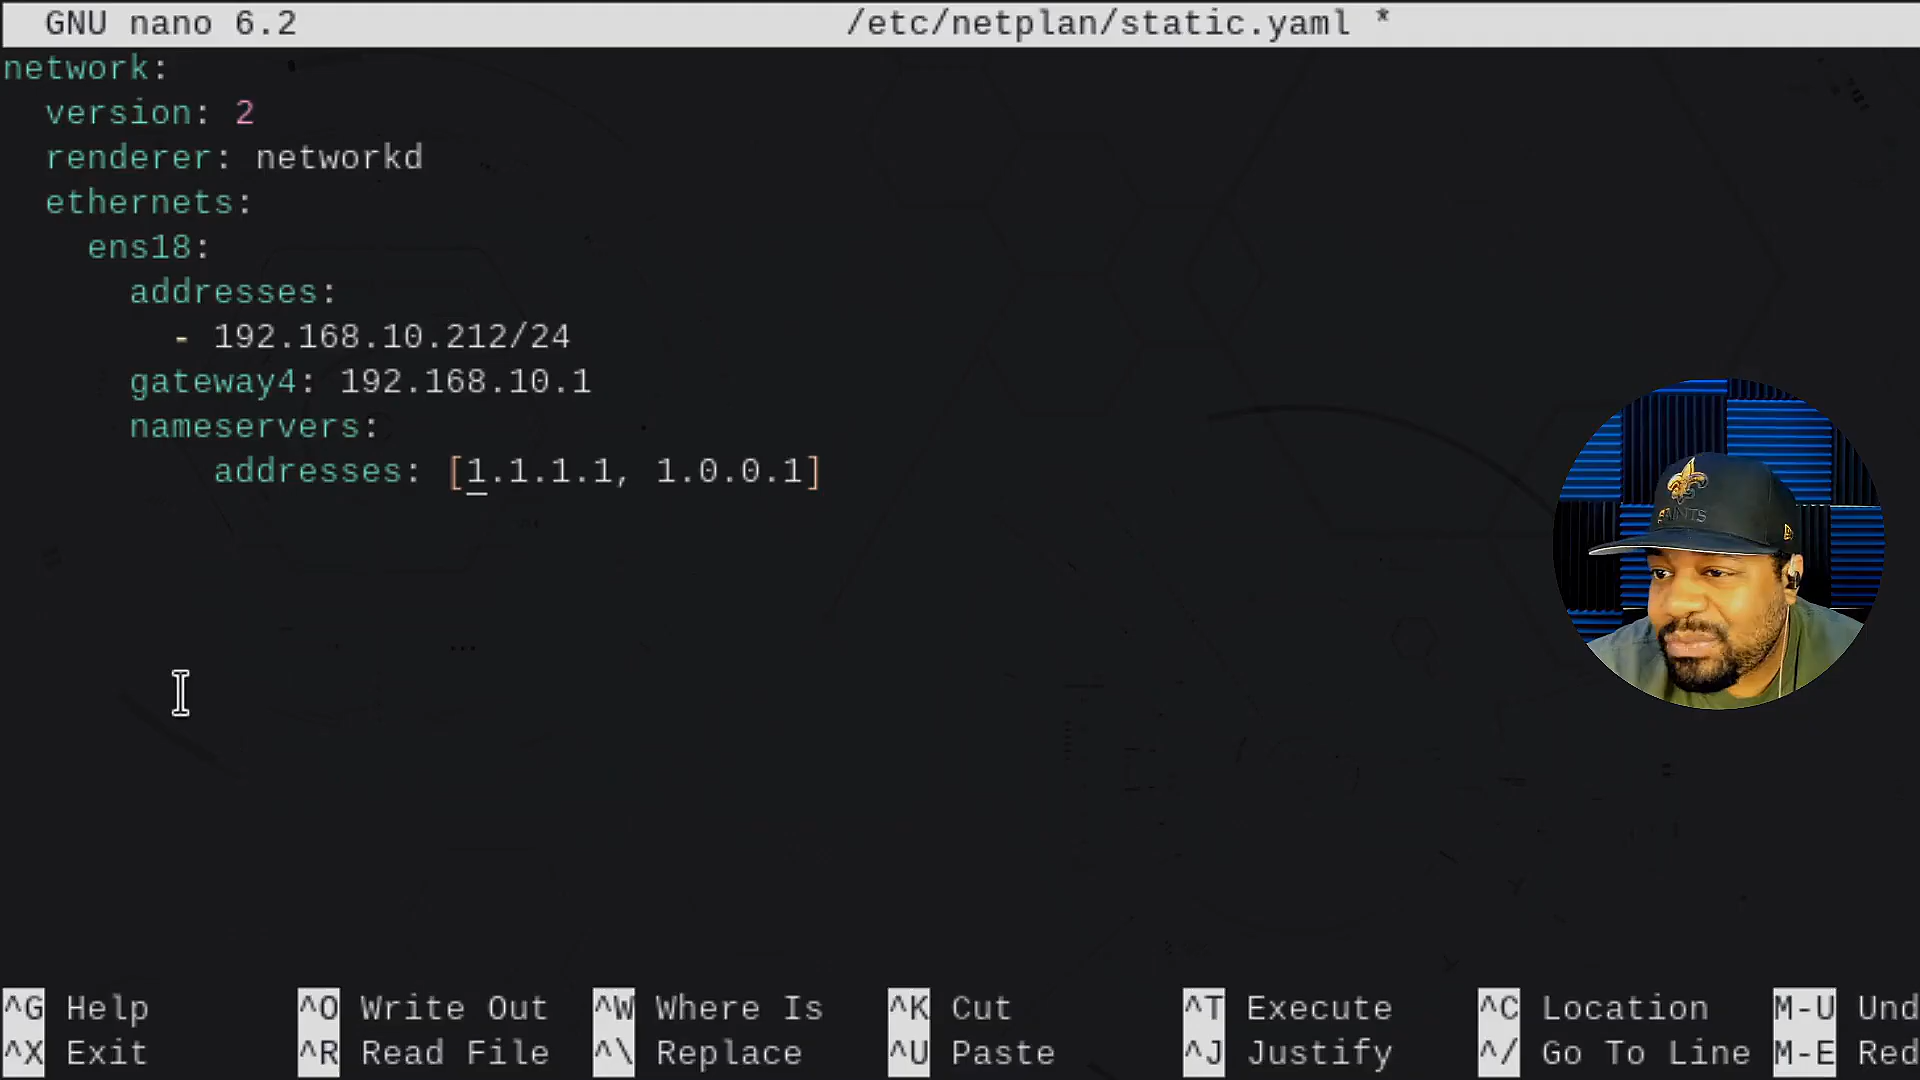 GNU nano 6.2 /etc/netplan/static.yaml *
network:
  version: 2
  renderer: networkd
  ethernets:
    ens18:
      addresses:
        - 192.168.10.212/24
      gateway4: 192.168.10.1
      nameservers:
          addresses: [1.1.1.1, 1.0.0.1]
SAINTS
^G Help ^O Write Out ^W Where Is ^K Cut ^T Execute ^C Location M-U Und
^X Exit ^R Read File ^\ Replace ^U Paste ^J Justify ^/ Go To Line M-E Red